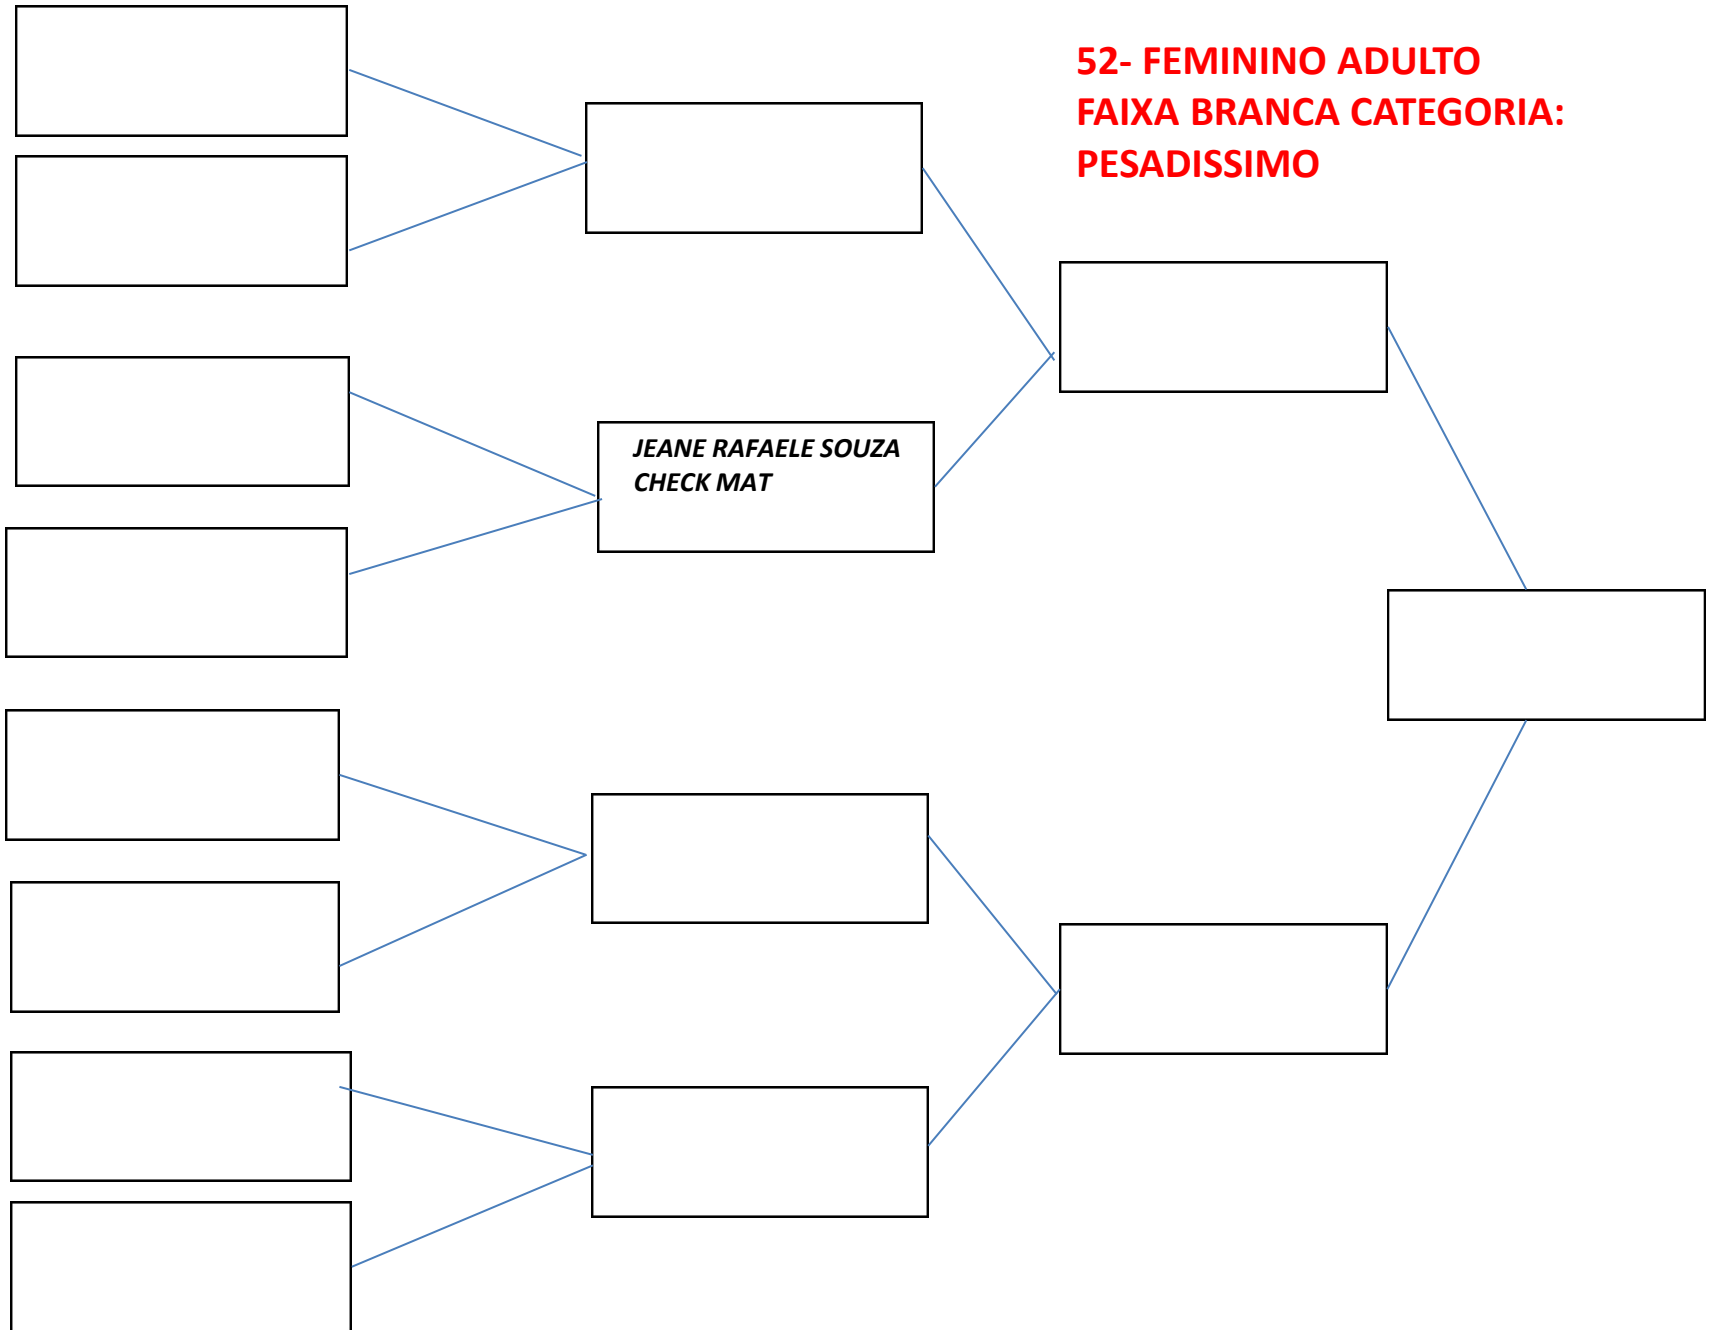 52- FEMININO ADULTO
FAIXA BRANCA CATEGORIA:
PESADISSIMO
JEANE RAFAELE SOUZA
CHECK MAT